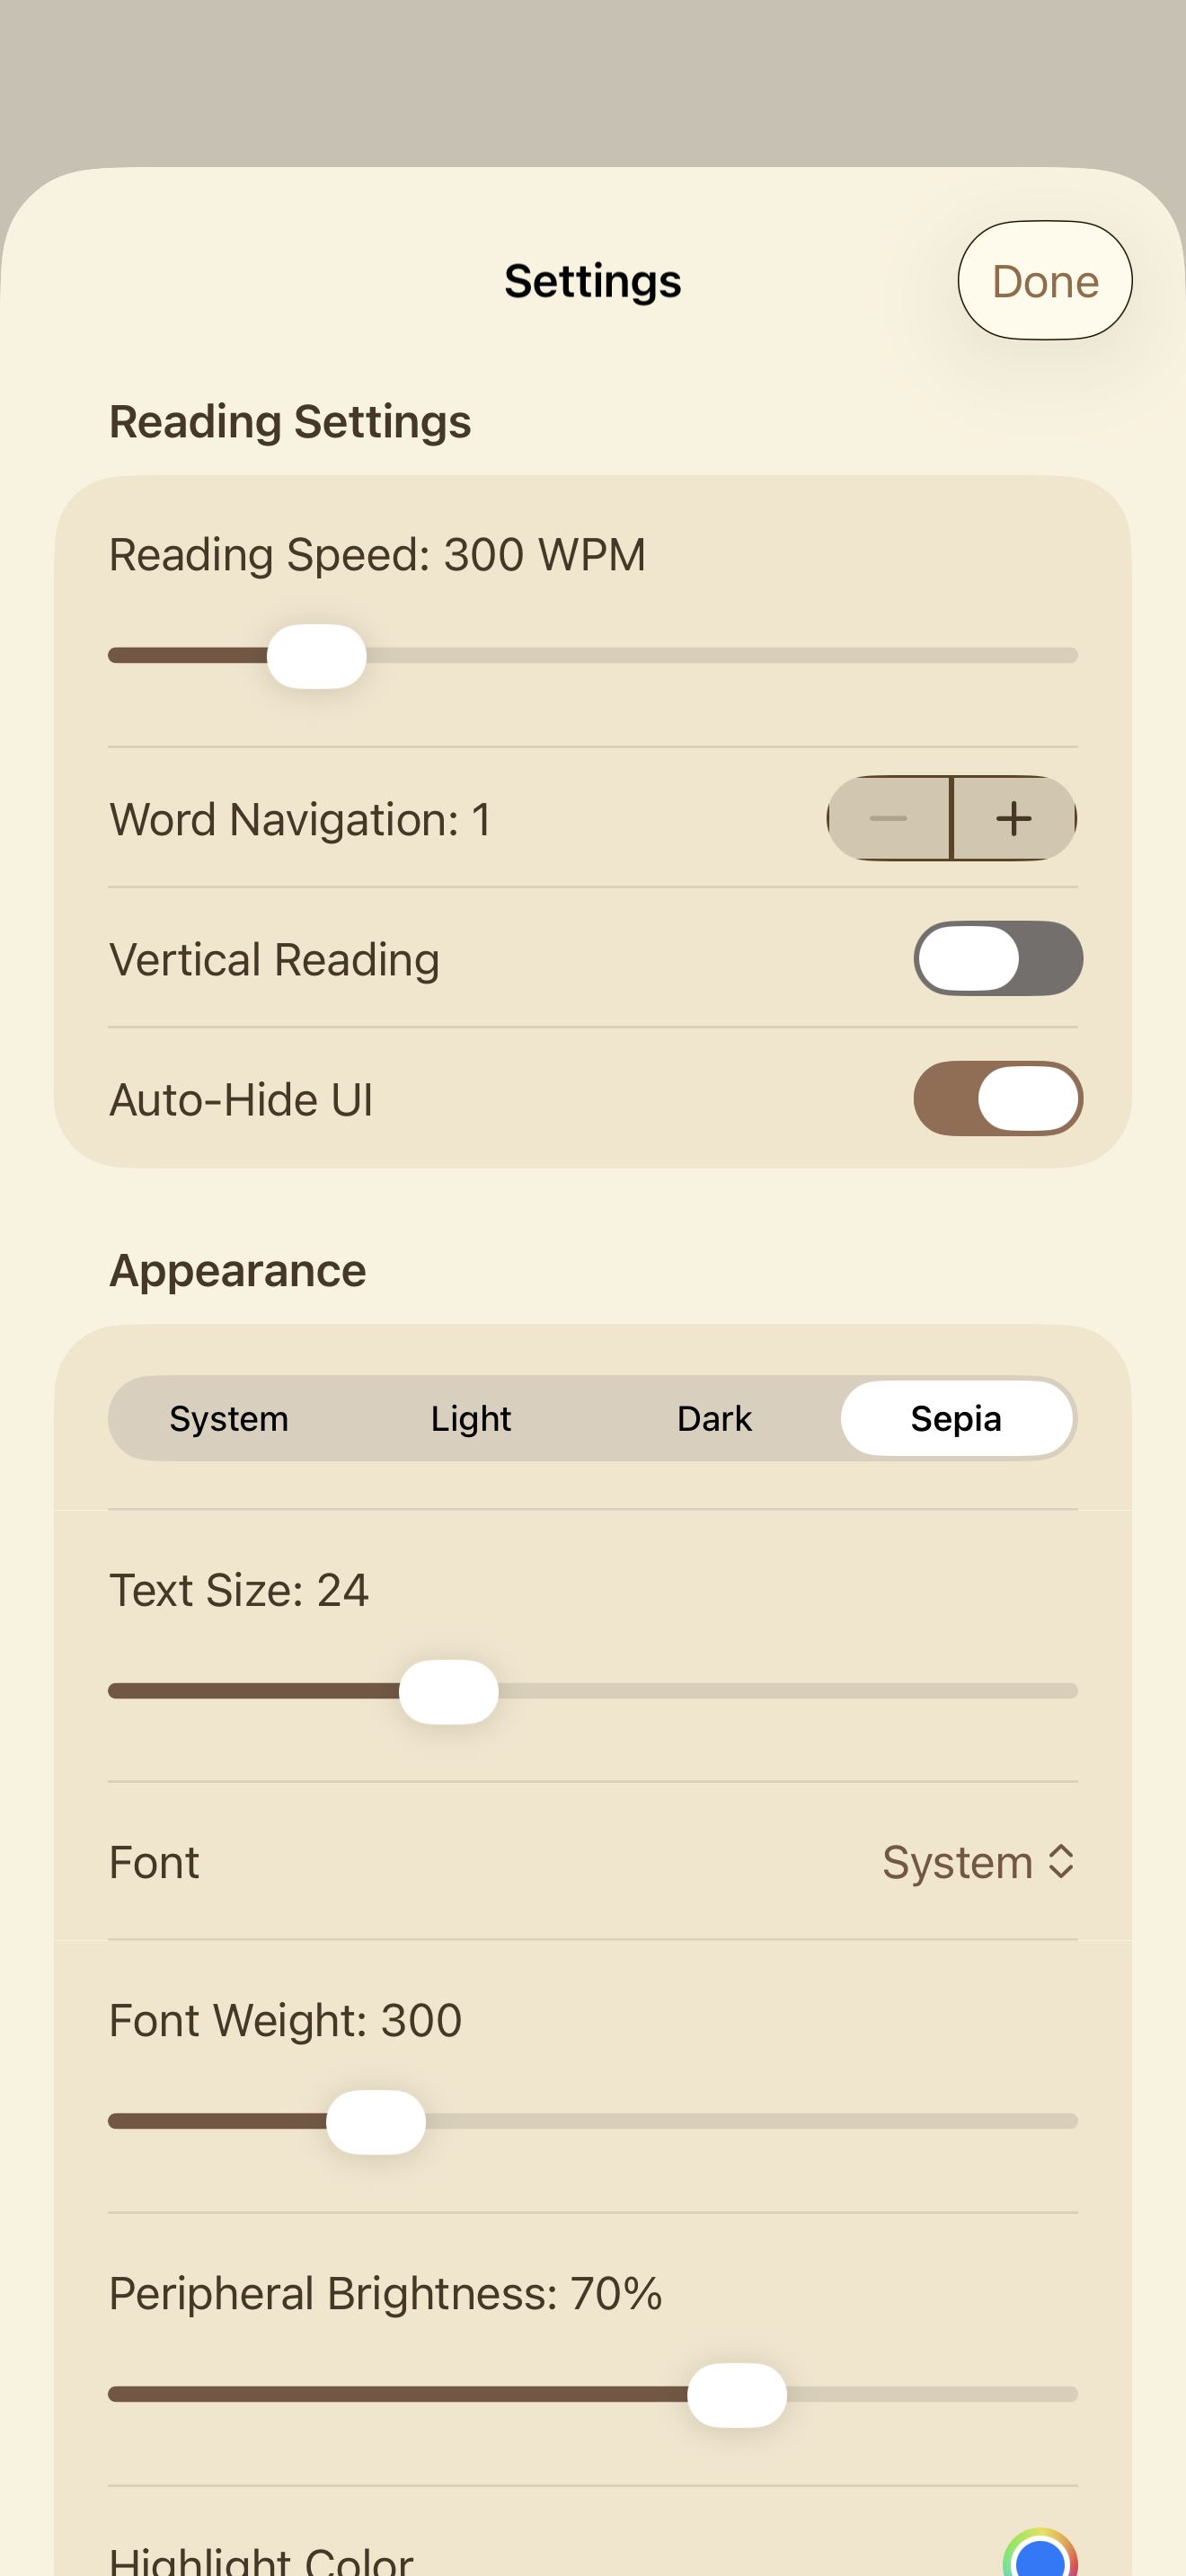 Settings
Done
Reading Settings
Reading Speed: 300 WPM
Word Navigation: 1
Vertical Reading
Auto-Hide UI
Appearance
System
Light
Dark
Sepia
Text Size: 24
Font
System
Font Weight: 300
Peripheral Brightness: 70%
Highlight Color